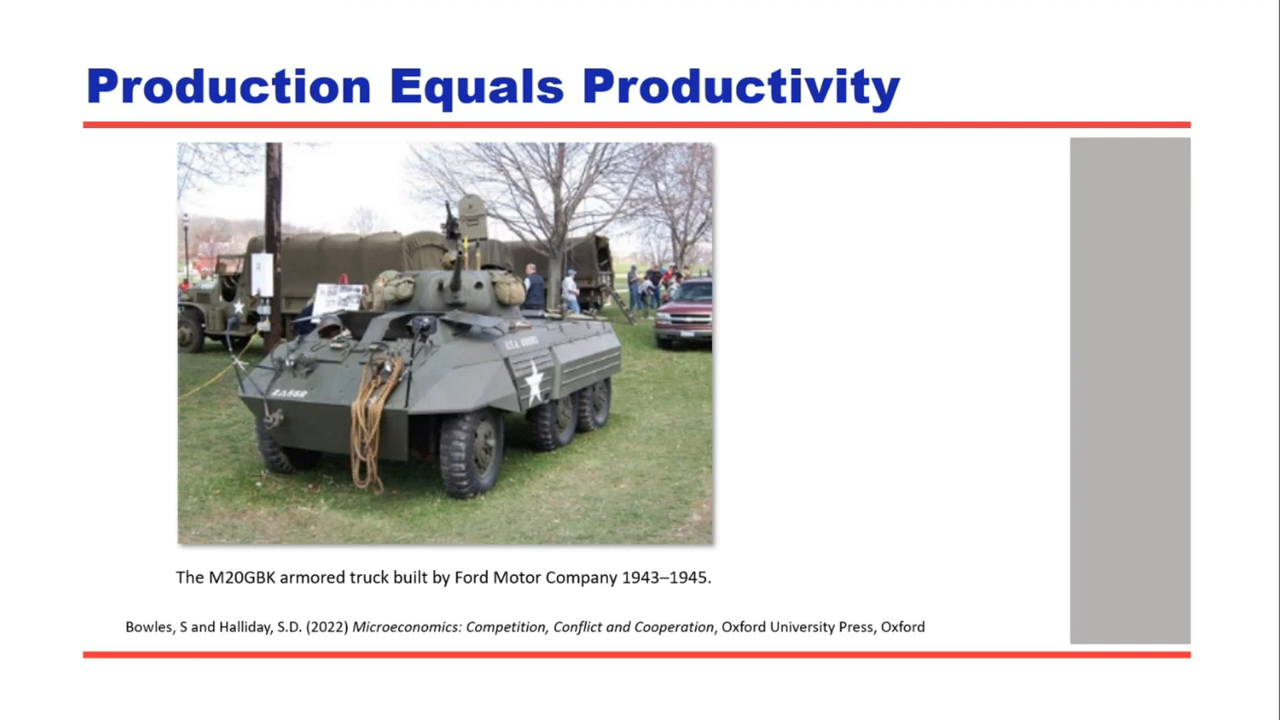 Production Equals Productivity
The M20GBK armored truck built by Ford Motor Company 1943–1945.
Bowles, S and Halliday, S.D. (2022) Microeconomics: Competition, Conflict and Cooperation, Oxford University Press, Oxford